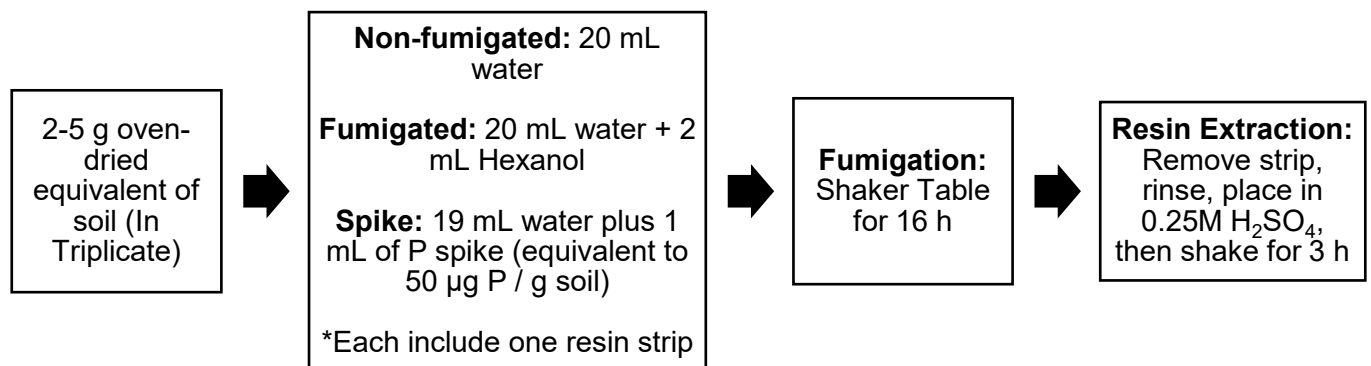 2-5 g oven-
dried
equivalent of
soil (In
Triplicate)
Non-fumigated: 20 mL
water
Fumigated: 20 mL water + 2
mL Hexanol
Spike: 19 mL water plus 1
mL of P spike (equivalent to
50 µg P / g soil)
*Each include one resin strip
Fumigation:
Shaker Table
for 16 h
Resin Extraction:
Remove strip,
rinse, place in
0.25M H₂SO₄,
then shake for 3 h